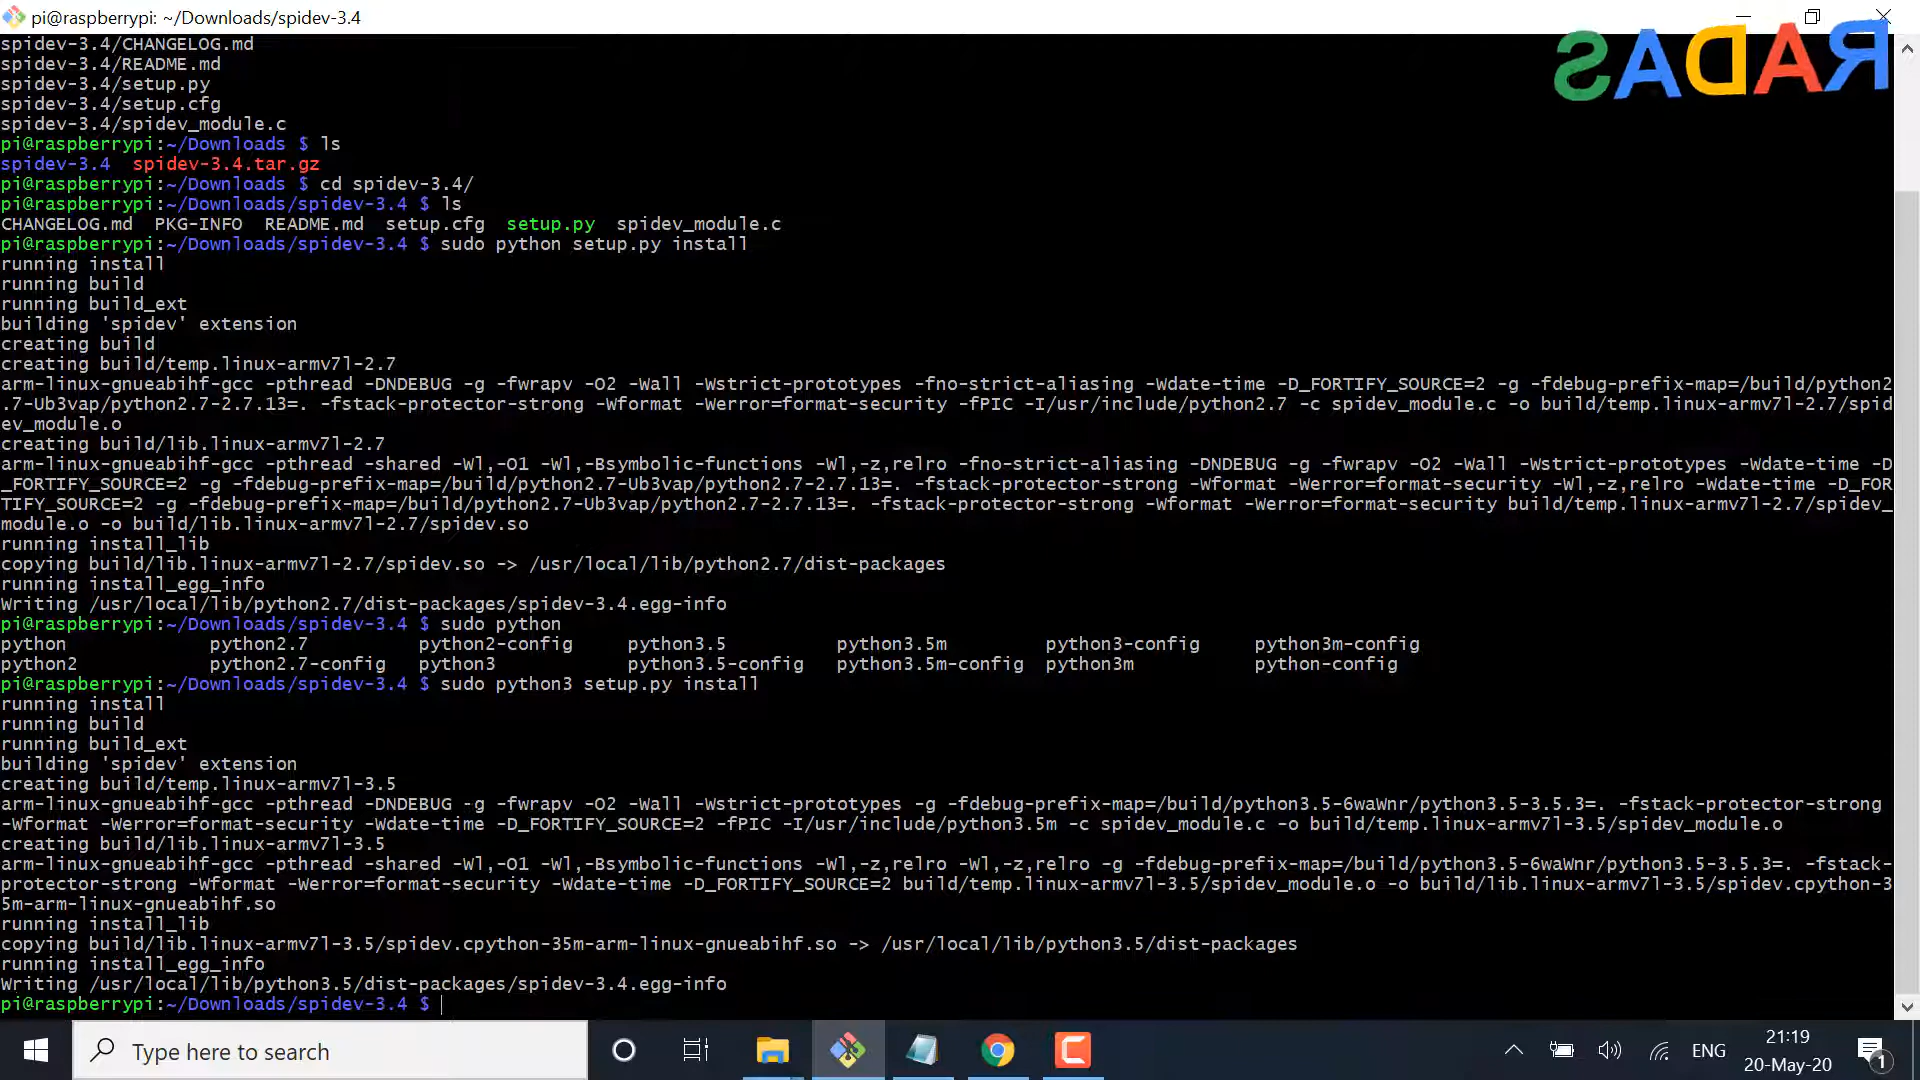 pi@raspberrypi: ~/Downloads/spidev-3.4
RADAS
spidev-3.4/CHANGELOG.md
spidev-3.4/README.md
spidev-3.4/setup.py
spidev-3.4/setup.cfg
spidev-3.4/spidev_module.c
pi@raspberrypi:~/Downloads $ ls
spidev-3.4  spidev-3.4.tar.gz
pi@raspberrypi:~/Downloads $ cd spidev-3.4/
pi@raspberrypi:~/Downloads/spidev-3.4 $ ls
CHANGELOG.md  PKG-INFO  README.md  setup.cfg  setup.py  spidev_module.c
pi@raspberrypi:~/Downloads/spidev-3.4 $ sudo python setup.py install
running install
running build
running build_ext
building 'spidev' extension
creating build
creating build/temp.linux-armv7l-2.7
arm-linux-gnueabihf-gcc -pthread -DNDEBUG -g -fwrapv -O2 -Wall -Wstrict-prototypes -fno-strict-aliasing -Wdate-time -D_FORTIFY_SOURCE=2 -g -fdebug-prefix-map=/build/python2
.7-Ub3vap/python2.7-2.7.13=. -fstack-protector-strong -Wformat -Werror=format-security -fPIC -I/usr/include/python2.7 -c spidev_module.c -o build/temp.linux-armv7l-2.7/spid
ev_module.o
creating build/lib.linux-armv7l-2.7
arm-linux-gnueabihf-gcc -pthread -shared -Wl,-O1 -Wl,-Bsymbolic-functions -Wl,-z,relro -fno-strict-aliasing -DNDEBUG -g -fwrapv -O2 -Wall -Wstrict-prototypes -Wdate-time -D
_FORTIFY_SOURCE=2 -g -fdebug-prefix-map=/build/python2.7-Ub3vap/python2.7-2.7.13=. -fstack-protector-strong -Wformat -Werror=format-security -Wl,-z,relro -Wdate-time -D_FOR
TIFY_SOURCE=2 -g -fdebug-prefix-map=/build/python2.7-Ub3vap/python2.7-2.7.13=. -fstack-protector-strong -Wformat -Werror=format-security build/temp.linux-armv7l-2.7/spidev_
module.o -o build/lib.linux-armv7l-2.7/spidev.so
running install_lib
copying build/lib.linux-armv7l-2.7/spidev.so -> /usr/local/lib/python2.7/dist-packages
running install_egg_info
Writing /usr/local/lib/python2.7/dist-packages/spidev-3.4.egg-info
pi@raspberrypi:~/Downloads/spidev-3.4 $ sudo python
python  python2.7  python2-config  python3.5  python3.5m  python3-config  python3m-config
python2  python2.7-config  python3  python3.5-config  python3.5m-config  python3m  python-config
pi@raspberrypi:~/Downloads/spidev-3.4 $ sudo python3 setup.py install
running install
running build
running build_ext
building 'spidev' extension
creating build/temp.linux-armv7l-3.5
arm-linux-gnueabihf-gcc -pthread -DNDEBUG -g -fwrapv -O2 -Wall -Wstrict-prototypes -g -fdebug-prefix-map=/build/python3.5-6waWnr/python3.5-3.5.3=. -fstack-protector-strong
-Wformat -Werror=format-security -Wdate-time -D_FORTIFY_SOURCE=2 -fPIC -I/usr/include/python3.5m -c spidev_module.c -o build/temp.linux-armv7l-3.5/spidev_module.o
creating build/lib.linux-armv7l-3.5
arm-linux-gnueabihf-gcc -pthread -shared -Wl,-O1 -Wl,-Bsymbolic-functions -Wl,-z,relro -Wl,-z,relro -g -fdebug-prefix-map=/build/python3.5-6waWnr/python3.5-3.5.3=. -fstack-
protector-strong -Wformat -Werror=format-security -Wdate-time -D_FORTIFY_SOURCE=2 build/temp.linux-armv7l-3.5/spidev_module.o -o build/lib.linux-armv7l-3.5/spidev.cpython-3
5m-arm-linux-gnueabihf.so
running install_lib
copying build/lib.linux-armv7l-3.5/spidev.cpython-35m-arm-linux-gnueabihf.so -> /usr/local/lib/python3.5/dist-packages
running install_egg_info
Writing /usr/local/lib/python3.5/dist-packages/spidev-3.4.egg-info
pi@raspberrypi:~/Downloads/spidev-3.4 $
Type here to search
ENG
21:19
20-May-20
1